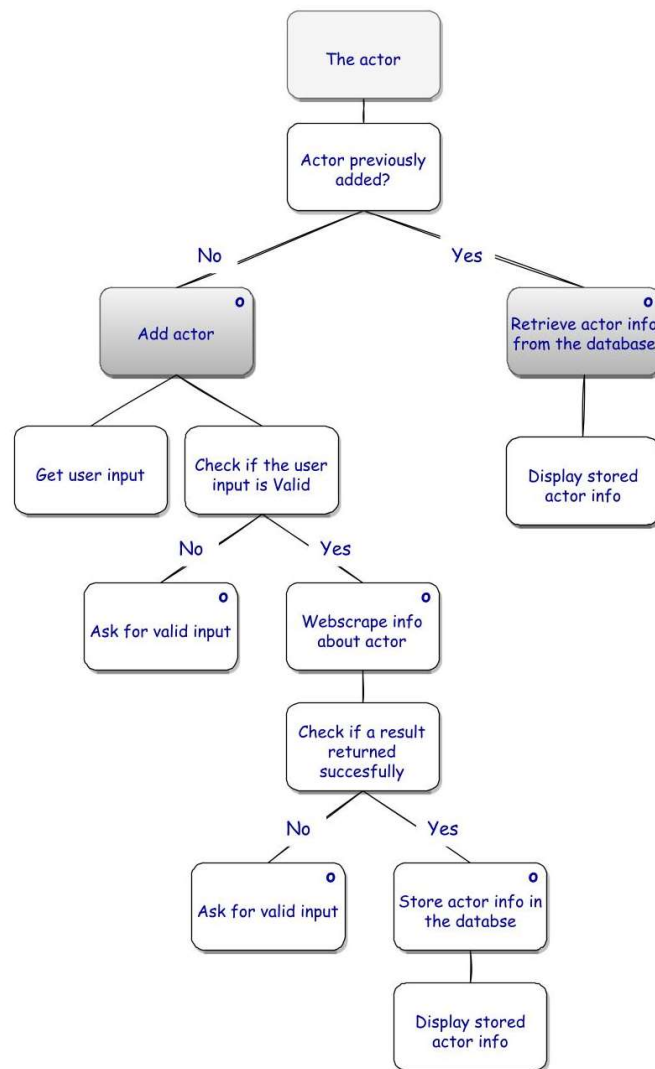 The actor
Actor previously
added?
No
Yes
Add actor
Retrieve actor info
from the database
Get user input
Check if the user
input is Valid
Display stored
actor info
No
Yes
Ask for valid input
Webscrape info
about actor
Check if a result
returned
succesfully
No
Yes
Ask for valid input
Store actor info in
the databse
Display stored
actor info